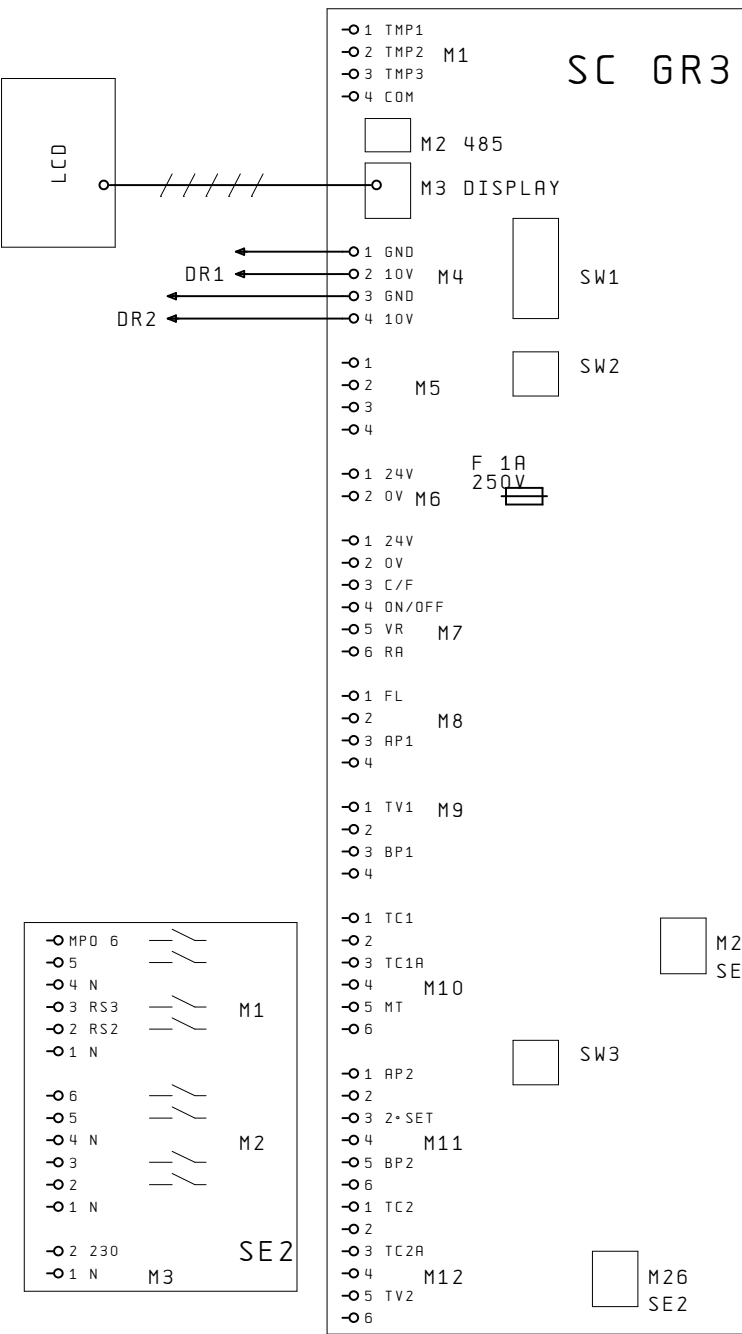 SC GR3
1 TMP1
2 TMP2 M1
3 TMP3
4 COM
M2 485
LCD
M3 DISPLAY
1 GND
DR1 2 10V M4 SW1
3 GND
DR2 4 10V
1
2 M5 SW2
3
4
F 1A
250V
1 24V
2 0V M6
1 24V
2 0V
3 C/F
4 ON/OFF
5 VR M7
6 RA
1 FL
2 M8
3 AP1
4
1 TV1 M9
2
3 BP1
4
1 TC1
2
3 TC1A
4 M10
5 MT
6
M2
SE
SW3
1 AP2
2
3 2°SET
4 M11
5 BP2
6
1 TC2
2
3 TC2A
4 M12
5 TV2
6
M26
SE2
MPO 6
5
4 N
3 RS3 M1
2 RS2
1 N
6
5
4 N M2
3
2
1 N
SE2
2 230
1 N M3